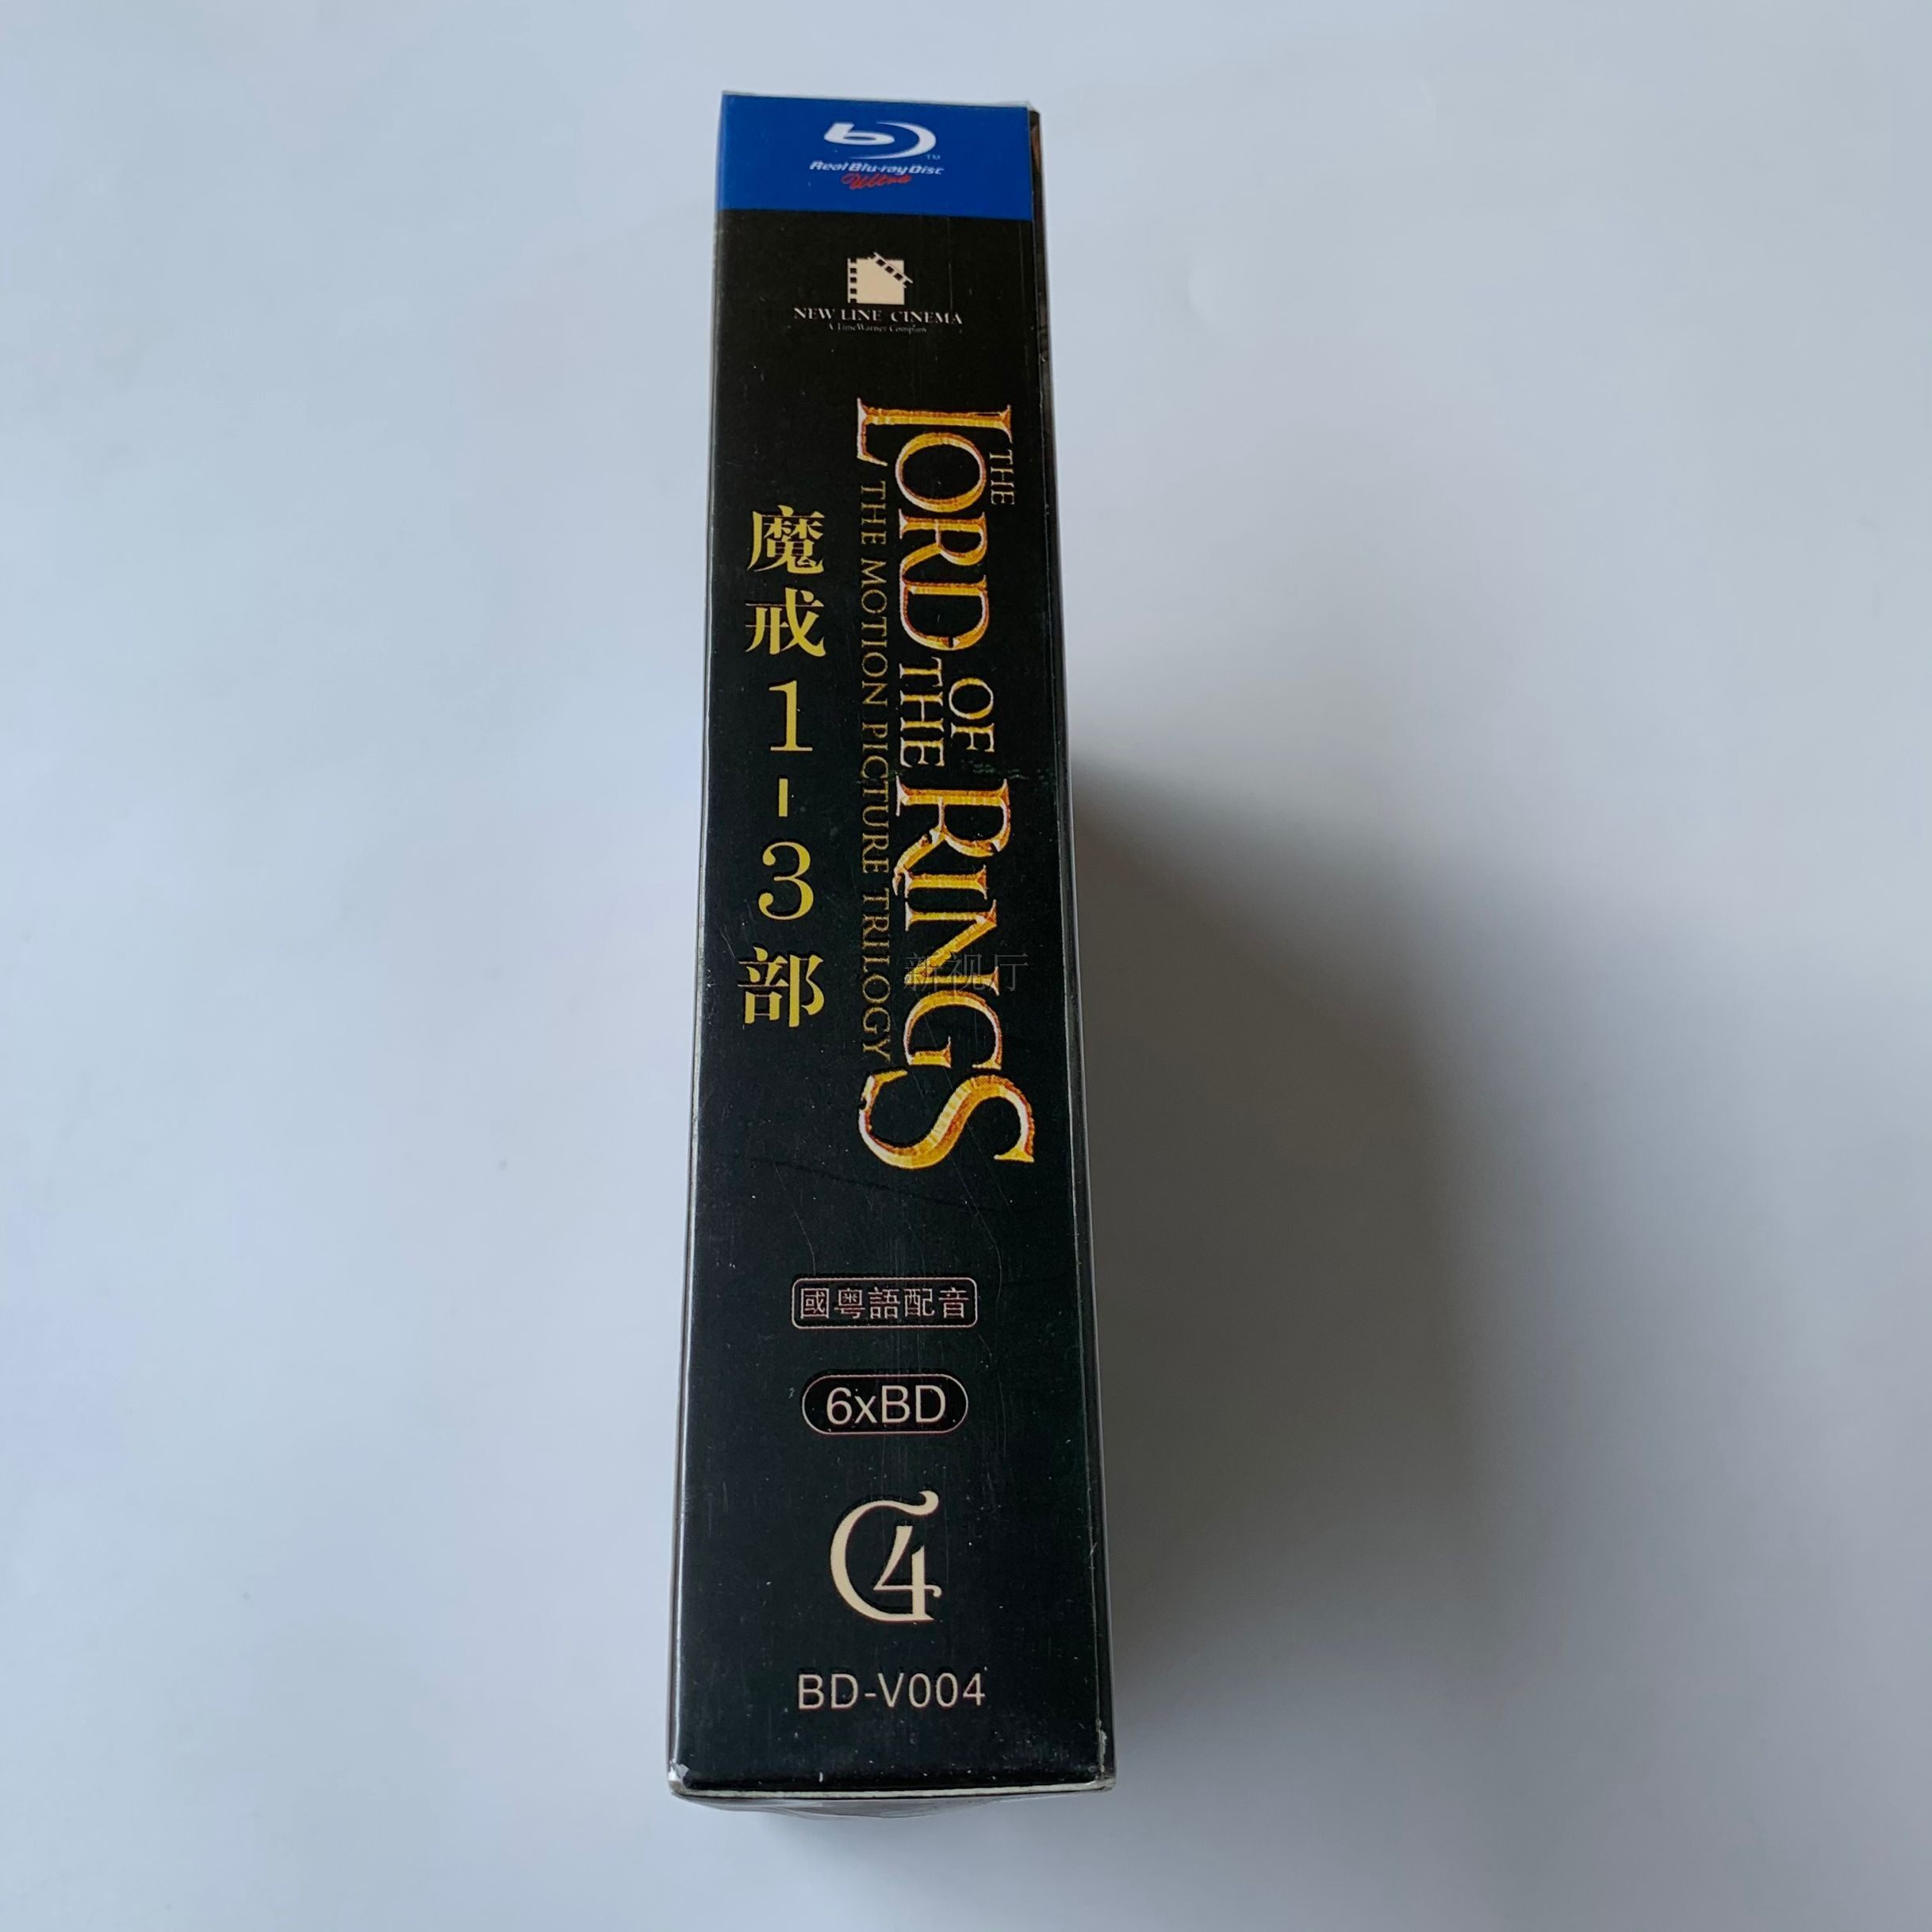 Real Blu-ray Disc
Ultra
NEW LINE CINEMA
A TimeWarner Company
THE
LORD OF THE RINGS
THE MOTION PICTURE TRILOGY
魔戒1-3部
新视厅
國粵語配音
6xBD
C4
BD-V004